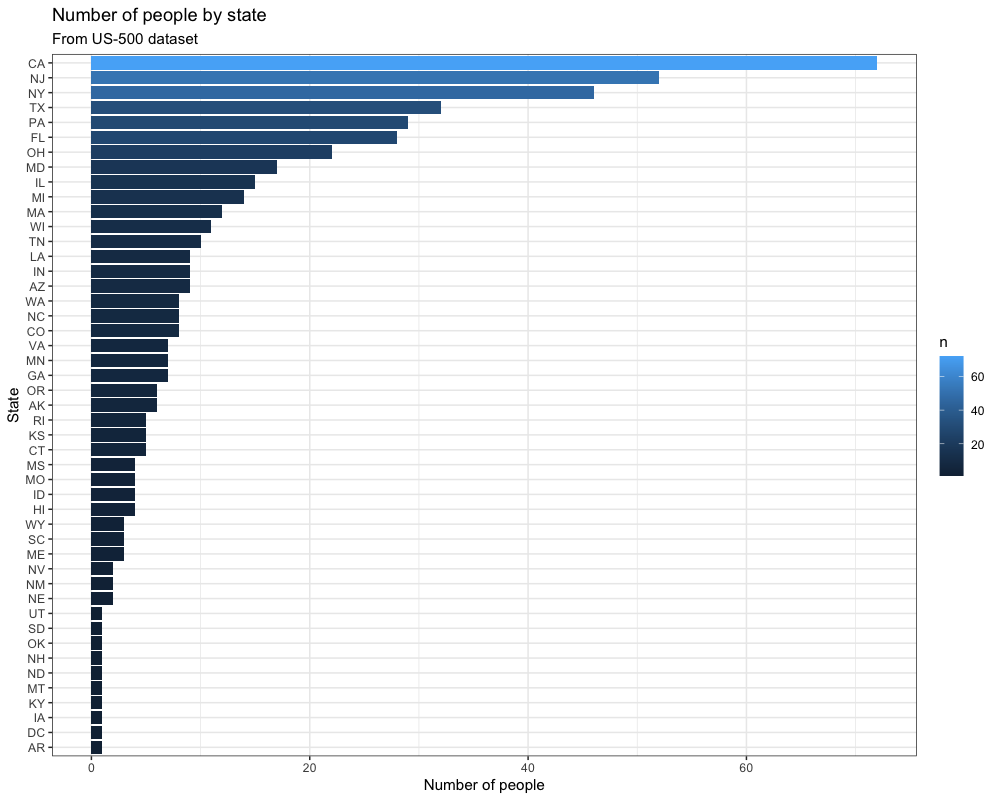 Number of people by state
From US-500 dataset
CA
NJ
NY
TX
PA
FL
OH
MD
IL
MI
MA
WI
TN
LA
IN
AZ
WA
NC
CO
VA
MN
GA
OR
AK
RI
KS
CT
MS
MO
ID
HI
WY
SC
ME
NV
NM
NE
UT
SD
OK
NH
ND
MT
KY
IA
DC
AR
State
0 20 40 60
Number of people
n
60
40
20